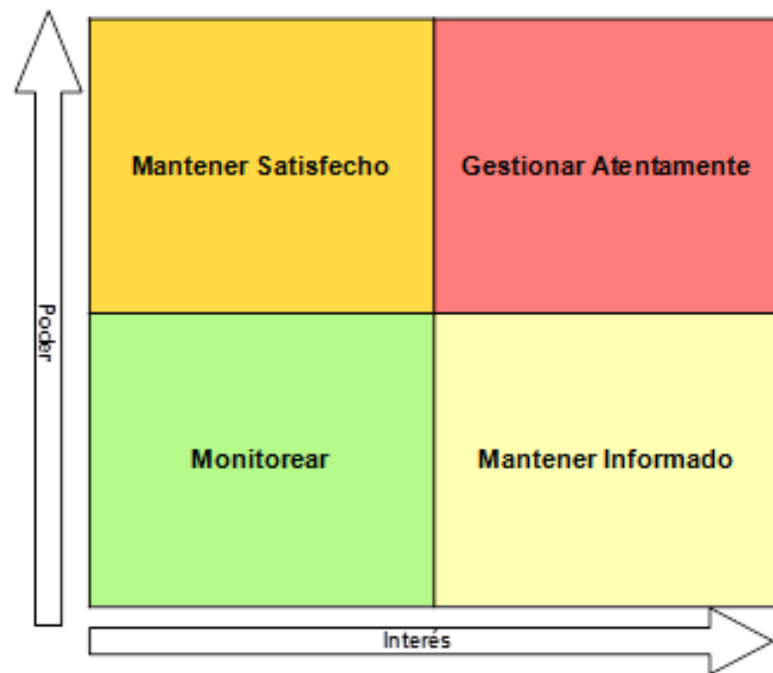 Mantener Satisfecho
Gestionar Atentamente
Poder
Monitorear
Mantener Informado
Interés